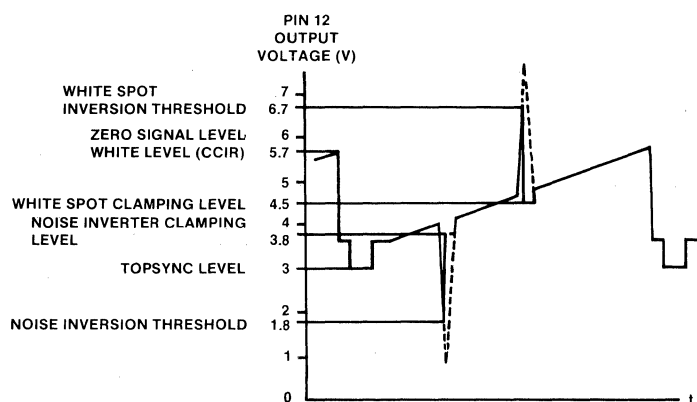 PIN 12
OUTPUT
VOLTAGE (V)
WHITE SPOT
INVERSION THRESHOLD
7
6.7
ZERO SIGNAL LEVEL
WHITE LEVEL (CCIR)
6
5.7
5
WHITE SPOT CLAMPING LEVEL
4.5
NOISE INVERTER CLAMPING
LEVEL
4
3.8
TOPSYNC LEVEL
3
2
NOISE INVERSION THRESHOLD
1.8
1
0
t